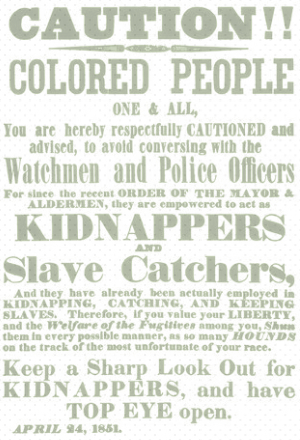 CAUTION!!
COLORED PEOPLE
ONE & ALL,
You are hereby respectfully CAUTIONED and
advised, to avoid conversing with the
Watchmen and Police Officers
For since the recent ORDER OF THE MAYOR &
ALDERMEN, they are empowered to act as
KIDNAPPERS
AND
Slave Catchers,
And they have already been actually employed in
KIDNAPPING, CATCHING, AND KEEPING
SLAVES. Therefore, if you value your LIBERTY,
and the Welfare of the Fugitives among you, Shun
them in every possible manner, as so many HOUNDS
on the track of the most unfortunate of your race.
Keep a Sharp Look Out for
KIDNAPPERS, and have
TOP EYE open.
APRIL 24, 1851.